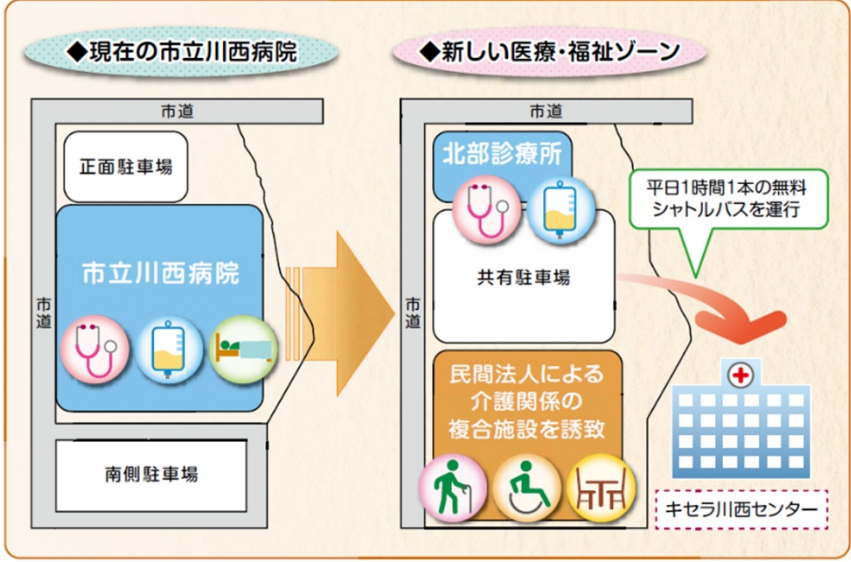 ◆現在の市立川西病院
◆新しい医療・福祉ゾーン
市道
正面駐車場
市立川西病院
市道
南側駐車場
市道
北部診療所
共有駐車場
市道
民間法人による
介護関係の
複合施設を誘致
平日1時間1本の無料
シャトルバスを運行
キセラ川西センター